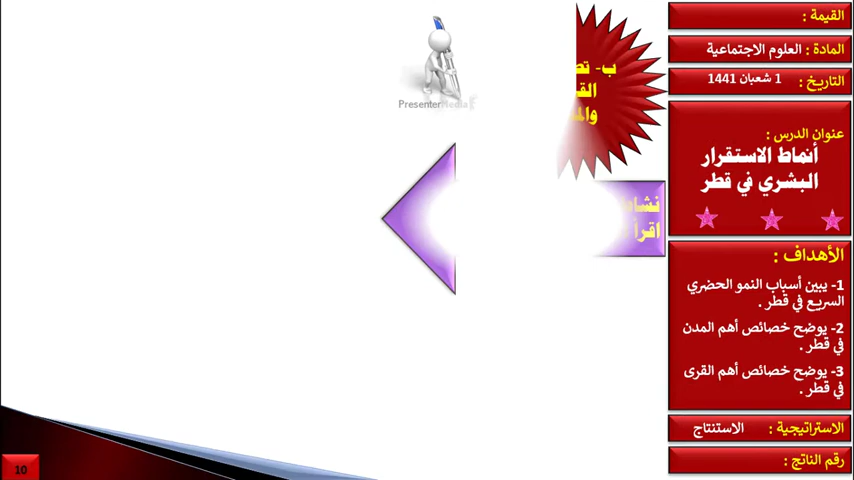 القيمة :
المادة : العلوم الاجتماعية
التاريخ : 1 شعبان 1441
عنوان الدرس :
أنماط الاستقرار
البشري في قطر
الأهداف :
1- يبين أسباب النمو الحضري
السريع في قطر .
2- يوضح خصائص أهم المدن
في قطر .
3- يوضح خصائص أهم القرى
في قطر .
الاستراتيجية : الاستنتاج
رقم الناتج :
ب-
اقرأ
PresenterMedia
10